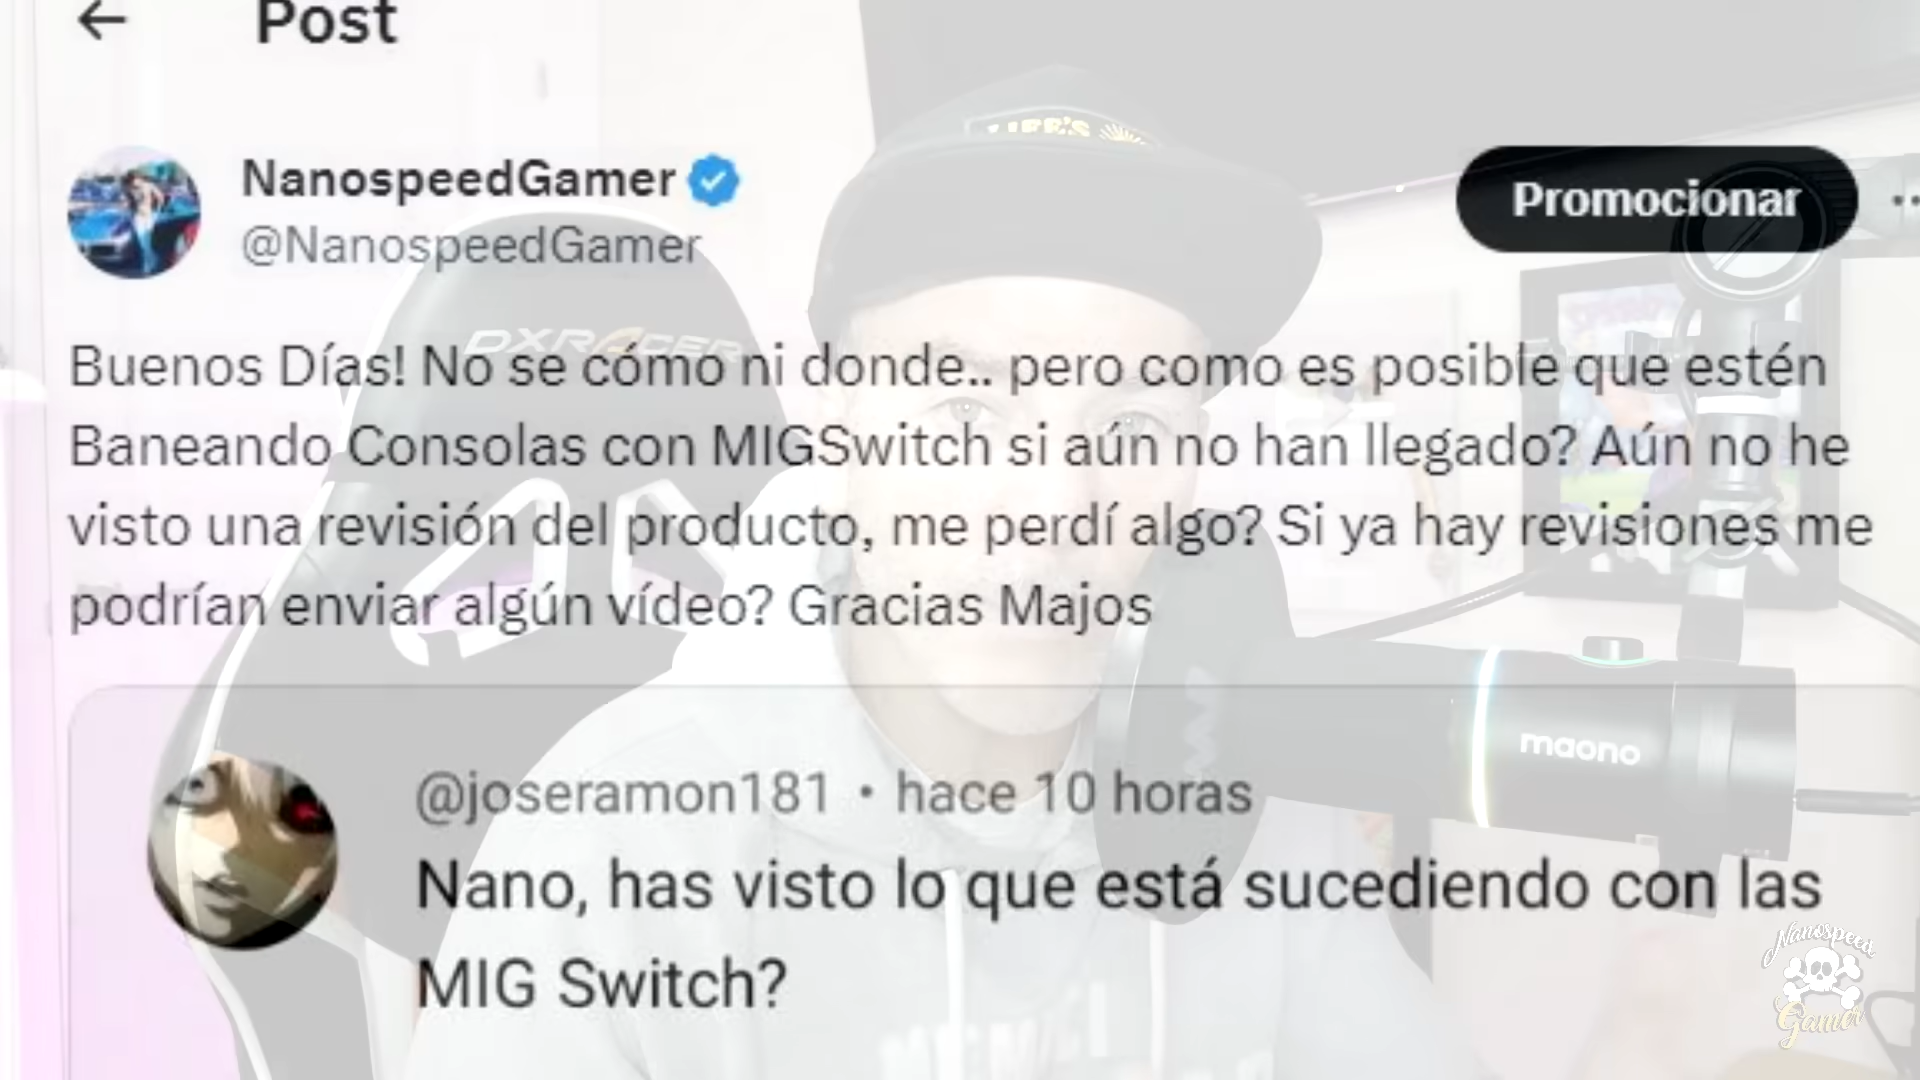 Post
NanospeedGamer
@NanospeedGamer
Promocionar
LIFE'S
DXRACER
Buenos Días! No se cómo ni donde.. pero como es posible que estén
Baneando Consolas con MIGSwitch si aún no han llegado? Aún no he
visto una revisión del producto, me perdí algo? Si ya hay revisiones me
podrían enviar algún vídeo? Gracias Majos
maono
@joseramon181 • hace 10 horas
Nano, has visto lo que está sucediendo con las
MIG Switch?
Nanospeed
Gamer